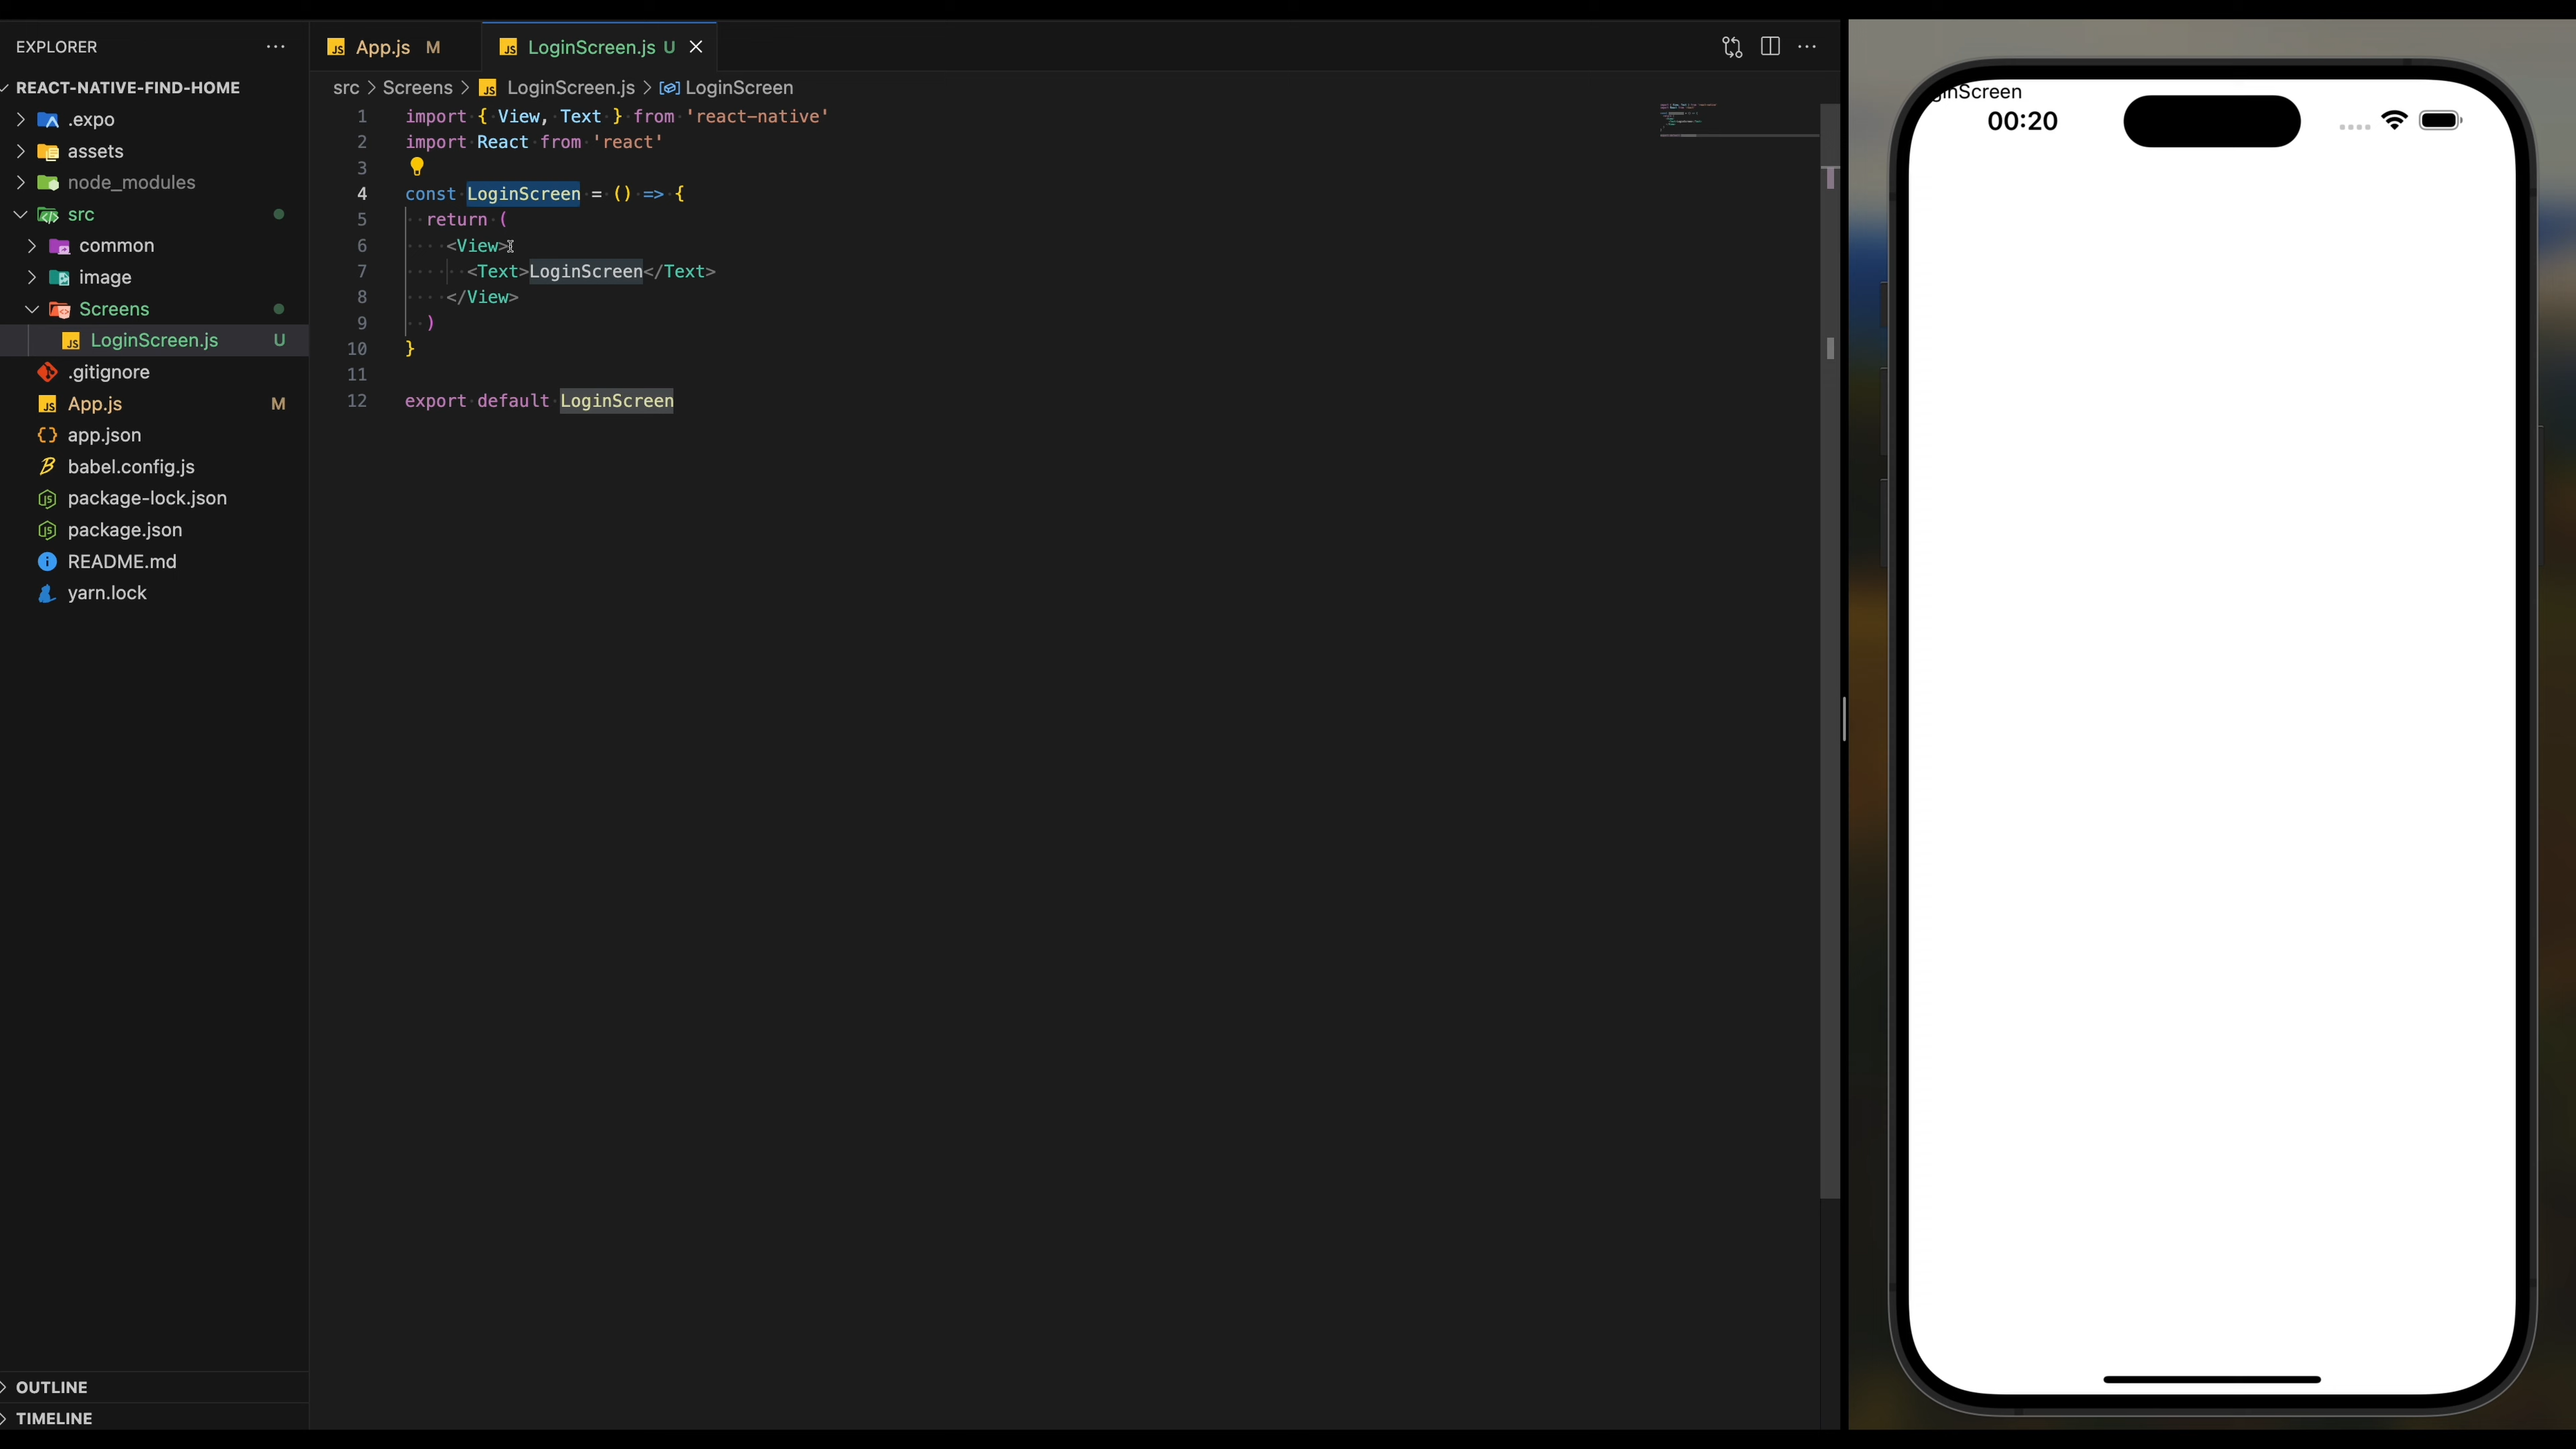 EXPLORER
REACT-NATIVE-FIND-HOME
.expo
assets
node_modules
src
common
image
Screens
LoginScreen.js U
.gitignore
App.js M
app.json
babel.config.js
package-lock.json
package.json
README.md
yarn.lock
OUTLINE
TIMELINE
App.js M
LoginScreen.js U
src > Screens > LoginScreen.js > LoginScreen
1 import { View, Text } from 'react-native'
2 import React from 'react'
3
4 const LoginScreen = () => {
5 return (
6 <View>
7 <Text>LoginScreen</Text>
8 </View>
9 )
10 }
11
12 export default LoginScreen
ginScreen
00:20